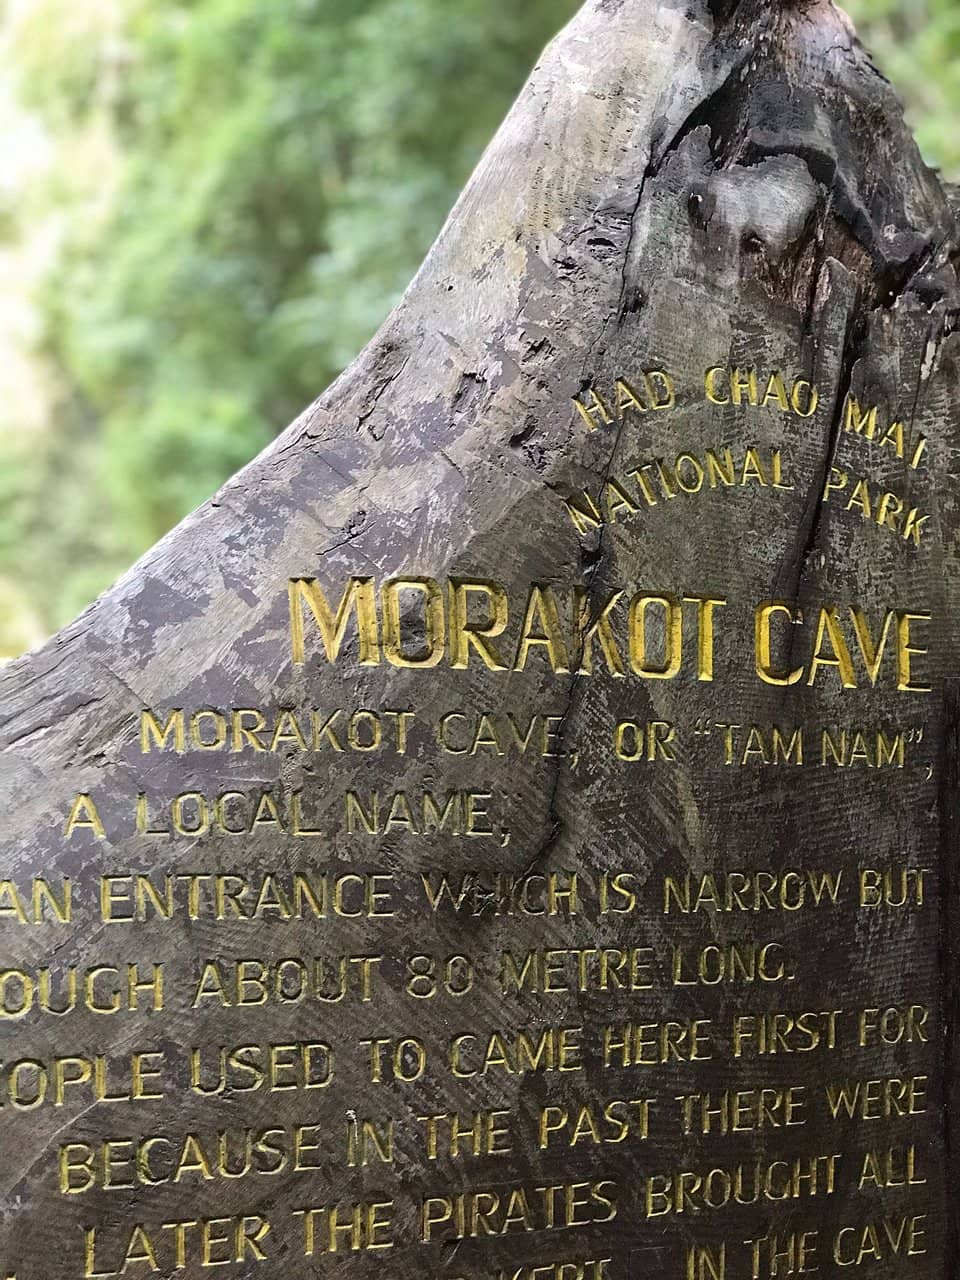 HAD CHAO MAI
NATIONAL PARK
MORAKOT CAVE
MORAKOT CAVE, OR "TAM NAM",
A LOCAL NAME,
AN ENTRANCE WHICH IS NARROW BUT
OUGH ABOUT 80 METRE LONG.
EOPLE USED TO CAME HERE FIRST FOR
BECAUSE IN THE PAST THERE WERE
LATER THE PIRATES BROUGHT ALL
KEPT IN THE CAVE